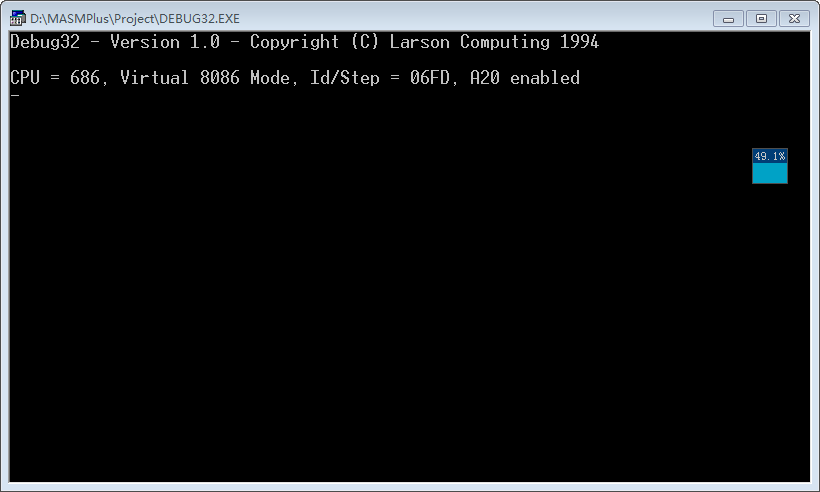 D:\MASMPlus\Project\DEBUG32.EXE
Debug32 - Version 1.0 - Copyright (C) Larson Computing 1994
CPU = 686, Virtual 8086 Mode, Id/Step = 06FD, A20 enabled
-
49.1%